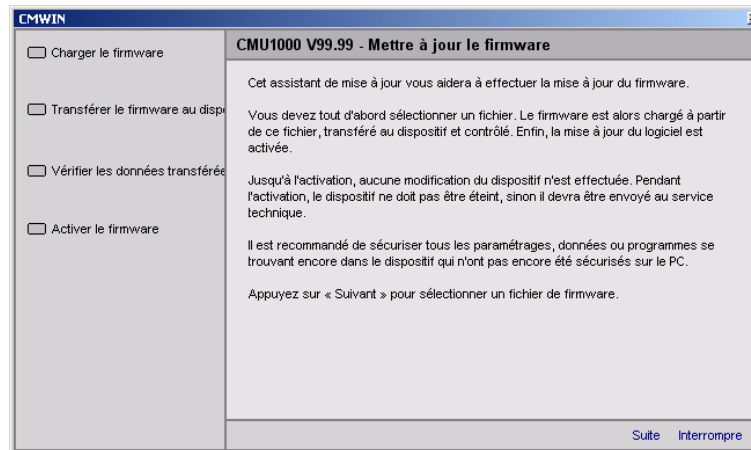 CMWIN
Charger le firmware
Transférer le firmware au dispo
Vérifier les données transférée
Activer le firmware
CMU1000 V99.99 - Mettre à jour le firmware
Cet assistant de mise à jour vous aidera à effectuer la mise à jour du firmware.
Vous devez tout d'abord sélectionner un fichier. Le firmware est alors chargé à partir
de ce fichier, transféré au dispositif et contrôlé. Enfin, la mise à jour du logiciel est
activée.
Jusqu'à l'activation, aucune modification du dispositif n'est effectuée. Pendant
l'activation, le dispositif ne doit pas être éteint, sinon il devra être envoyé au service
technique.
Il est recommandé de sécuriser tous les paramétrages, données ou programmes se
trouvant encore dans le dispositif qui n'ont pas encore été sécurisés sur le PC.
Appuyez sur « Suivant » pour sélectionner un fichier de firmware.
Suite Interrompre